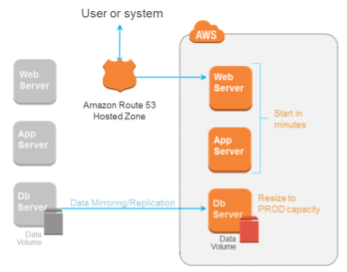 User or system
AWS
Web
Server
Amazon Route 53
Hosted Zone
Web
Server
Start in
minutes
App
Server
App
Server
Db
Server
Data Mirroring/Replication
Db
Server
Resize to
PROD capacity
Data
Volume
Data
Volume